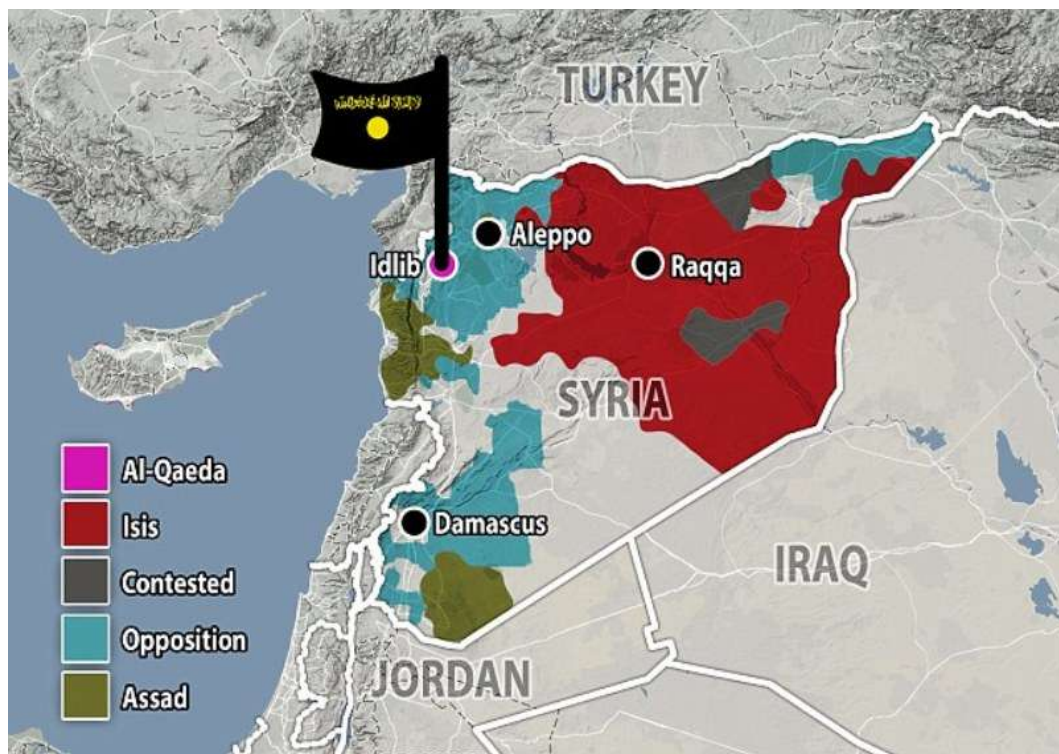 TURKEY
Aleppo
Idlib
Raqqa
SYRIA
Al-Qaeda
Isis
Damascus
Contested
IRAQ
Opposition
JORDAN
Assad